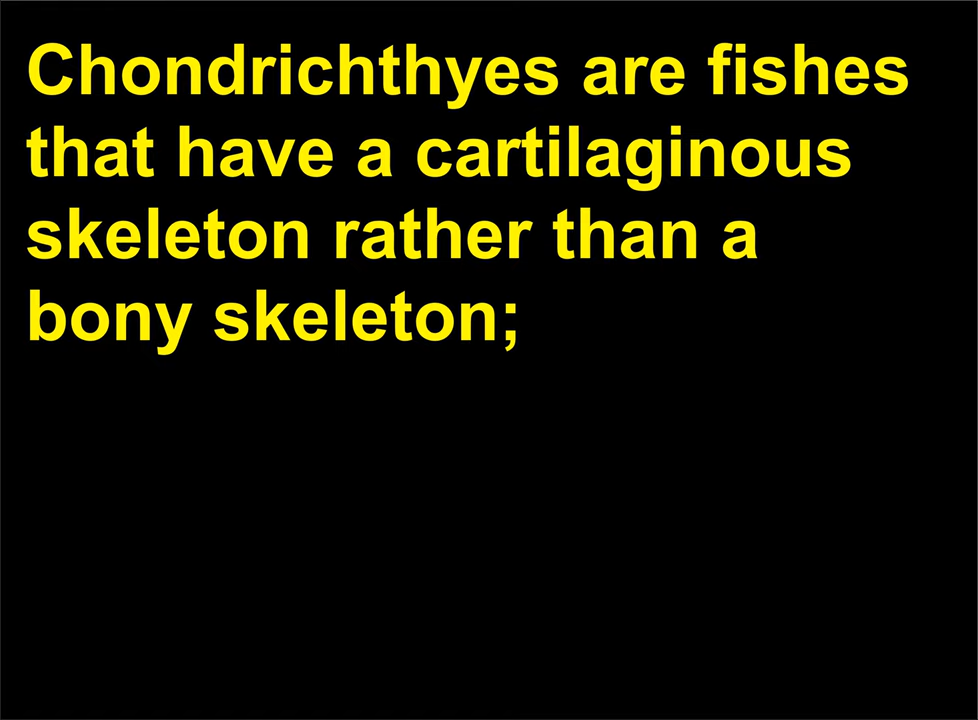 Chondrichthyes are fishes
that have a cartilaginous
skeleton rather than a
bony skeleton;